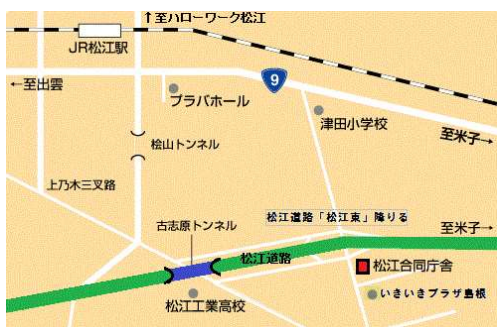 ↑至ハローワーク松江
JR松江駅
9
←至出雲
プラバホール
津田小学校
至米子→
桧山トンネル
上乃木三叉路
松江道路「松江東」降りる
古志原トンネル
至米子→
松江道路
松江合同庁舎
いきいきプラザ島根
松江工業高校